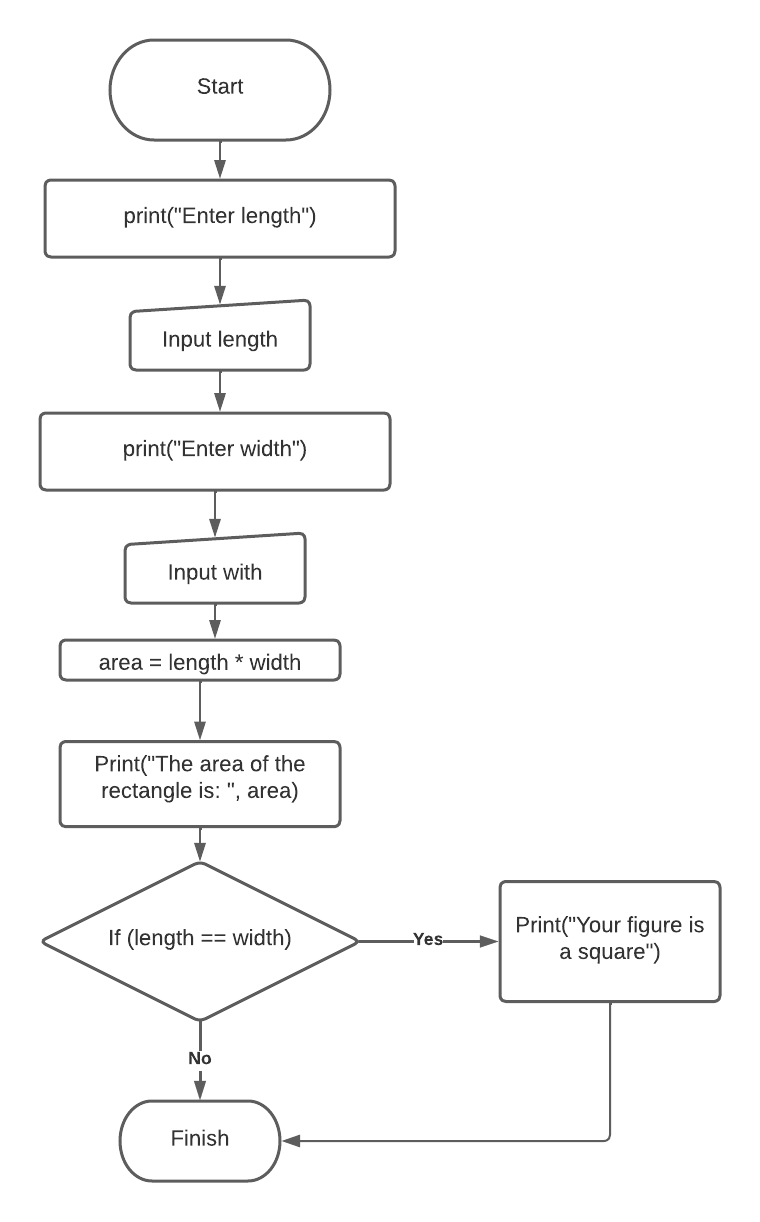 Start
print("Enter length")
Input length
print("Enter width")
Input with
area = length * width
Print("The area of the
rectangle is: ", area)
If (length == width)
Yes
Print("Your figure is
a square")
No
Finish